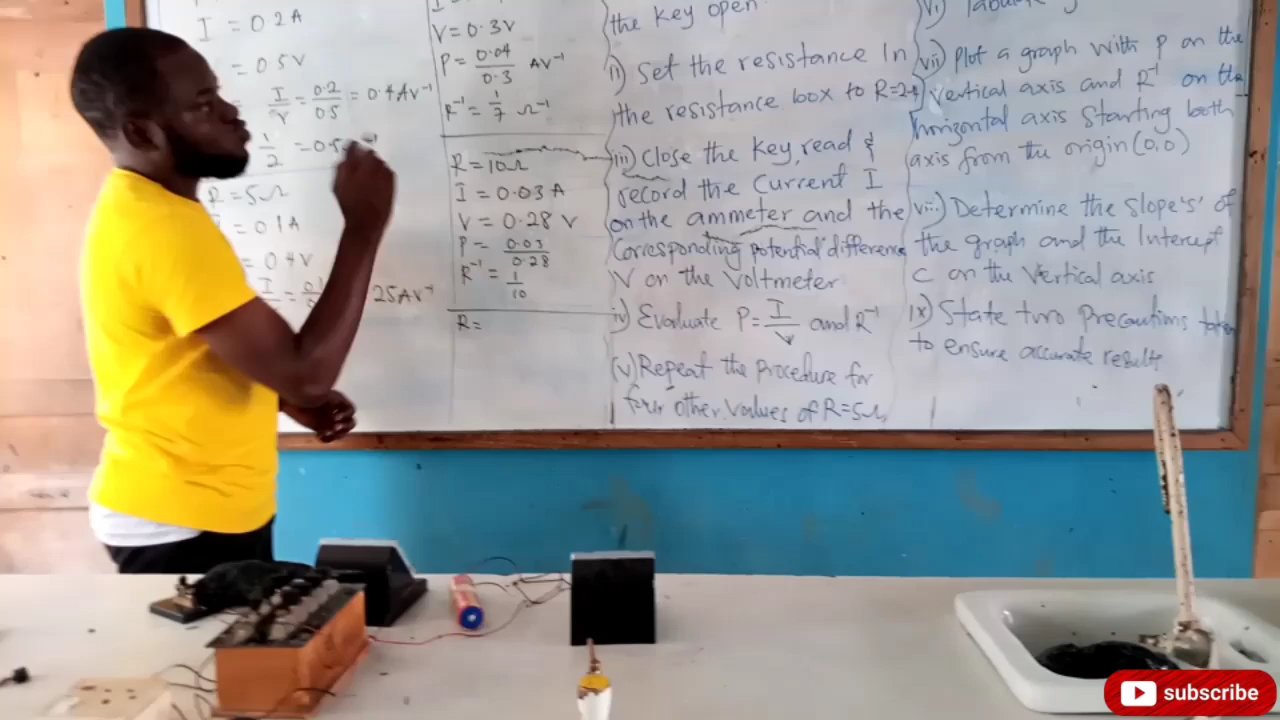 I = 0.2A
= 0.5V
= I/V = 0.2/0.5 = 0.4AV⁻¹
1/2 = 0.5
R = 5Ω
= 0.1A
= 0.4V
25AV⁻¹
V = 0.3V
P = 0.04/0.3 AV⁻¹
R⁻¹ = 1/7 Ω⁻¹
R = 10Ω
I = 0.03A
V = 0.28V
P = 0.03/0.28
R⁻¹ = 1/10
R =
the key open
ii) Set the resistance In
the resistance box to R=2Ω
iii) Close the key, read &
record the current I
on the ammeter and the
Corresponding potential difference
V on the Voltmeter
iv) Evaluate P = I/V and R⁻¹
(v) Repeat the procedure for
four other values of R=5Ω,
vi)
vii) Plot a graph with P on the
vertical axis and R⁻¹ on the
horizontal axis starting both
axis from the origin (0,0)
viii) Determine the slope 's' of
the graph and the Intercept
C on the Vertical axis
ix) State two Precautions taken
to ensure accurate results
subscribe